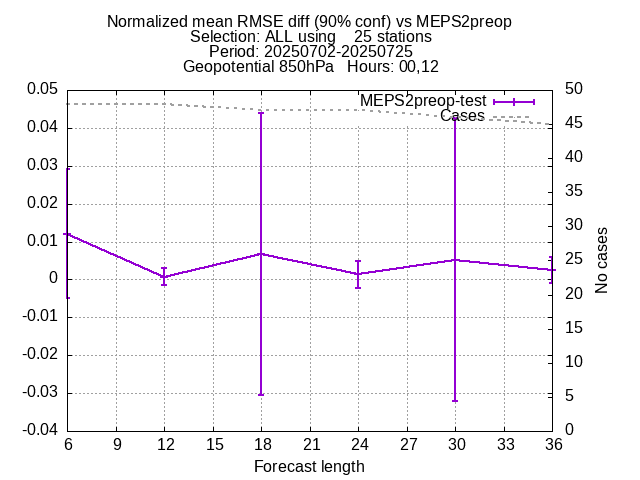 Normalized mean RMSE diff (90% conf) vs MEPS2preop
Selection: ALL using    25 stations
Period: 20250702-20250725
Geopotential 850hPa   Hours: 00,12
MEPS2preop-test
Cases
0.05
0.04
0.03
0.02
0.01
0
-0.01
-0.02
-0.03
-0.04
50
45
40
35
30
25
20
15
10
5
0
No cases
6 9 12 15 18 21 24 27 30 33 36
Forecast length